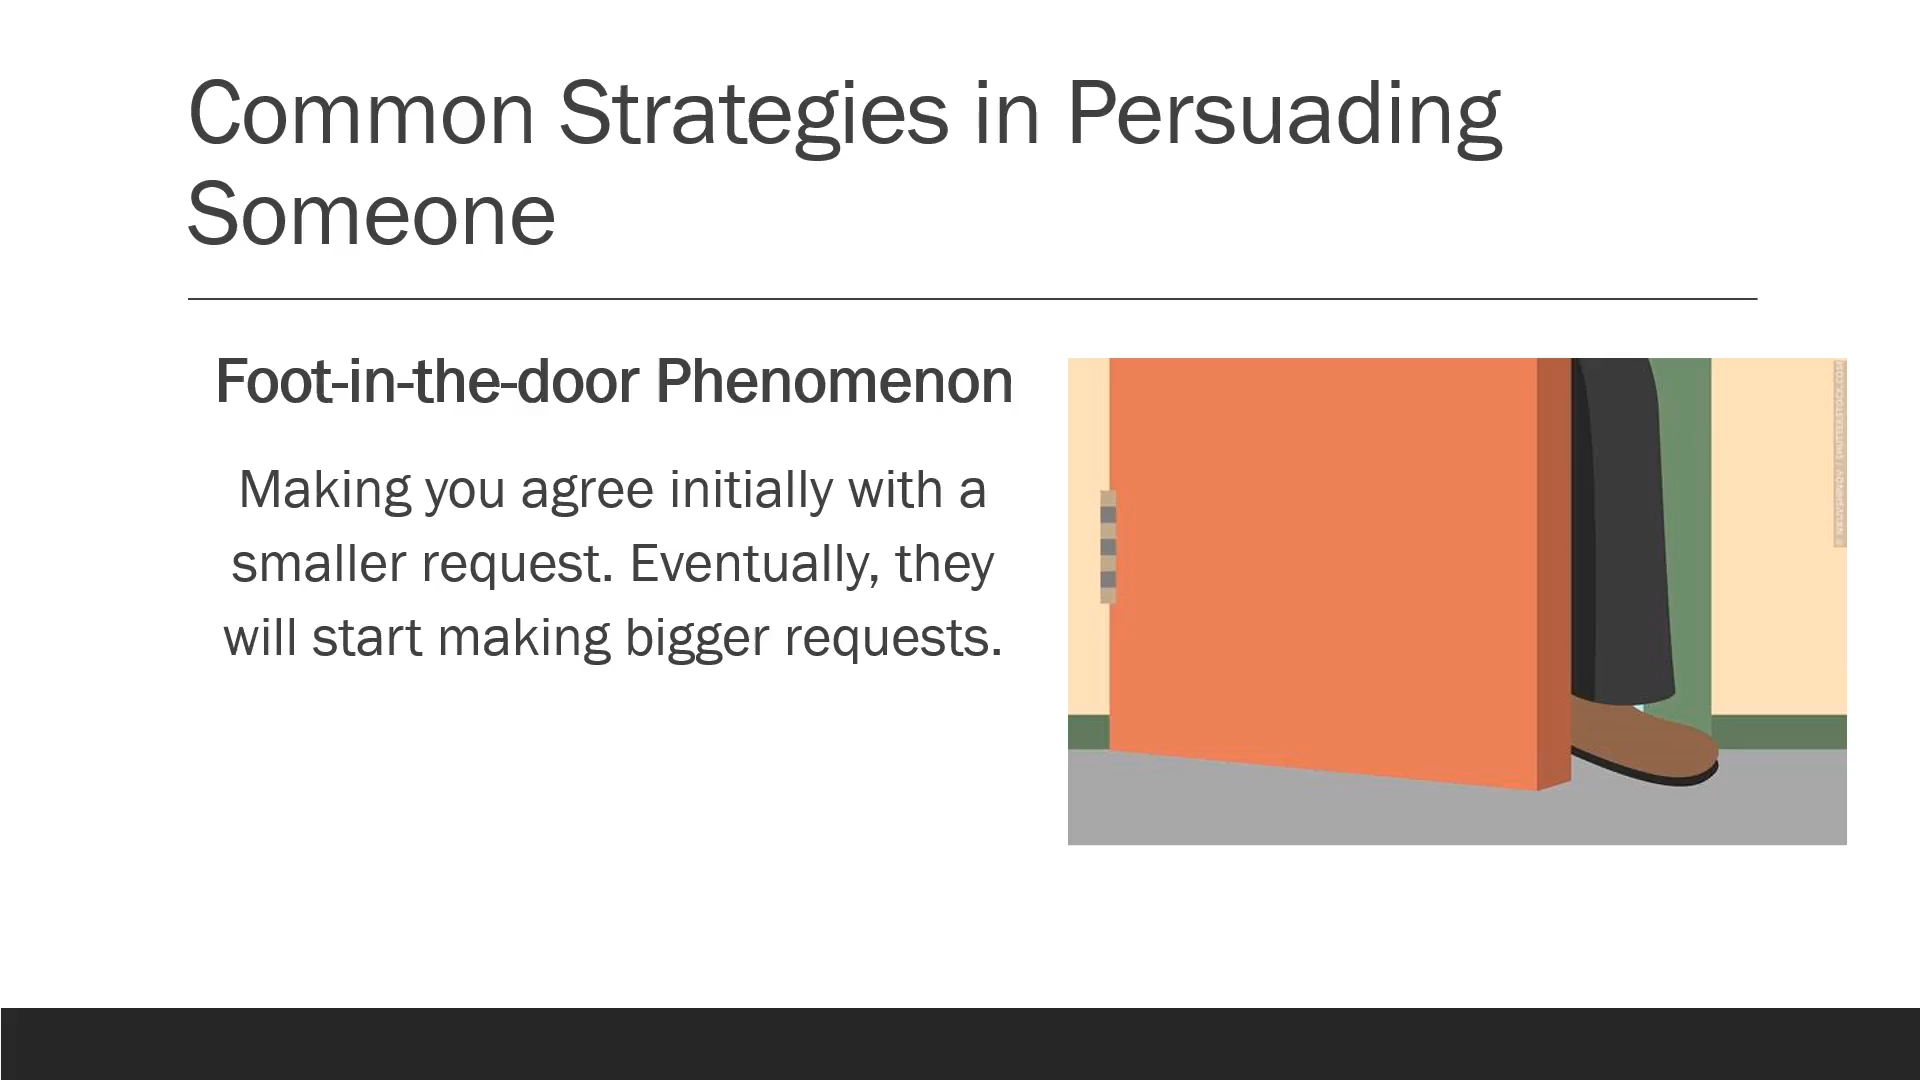 Common Strategies in Persuading
Someone
Foot-in-the-door Phenomenon
Making you agree initially with a
smaller request. Eventually, they
will start making bigger requests.